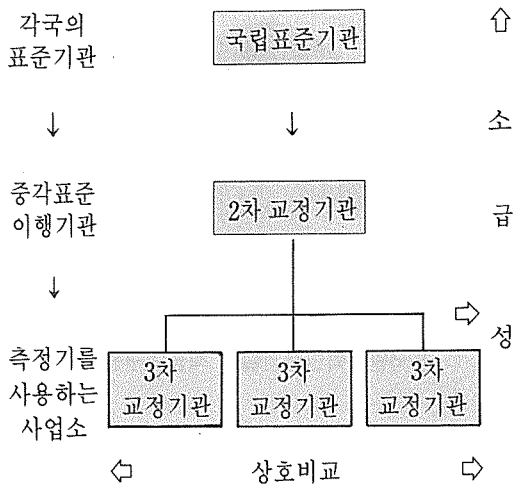 각국의
표준기관
↓
중각표준
이행기관
↓
측정기를
사용하는
사업소
국립표준기관
↓
2차 교정기관
3차
교정기관
3차
교정기관
3차
교정기관
⇦ 상호비교 ⇨
⇧
소
급
⇨
성